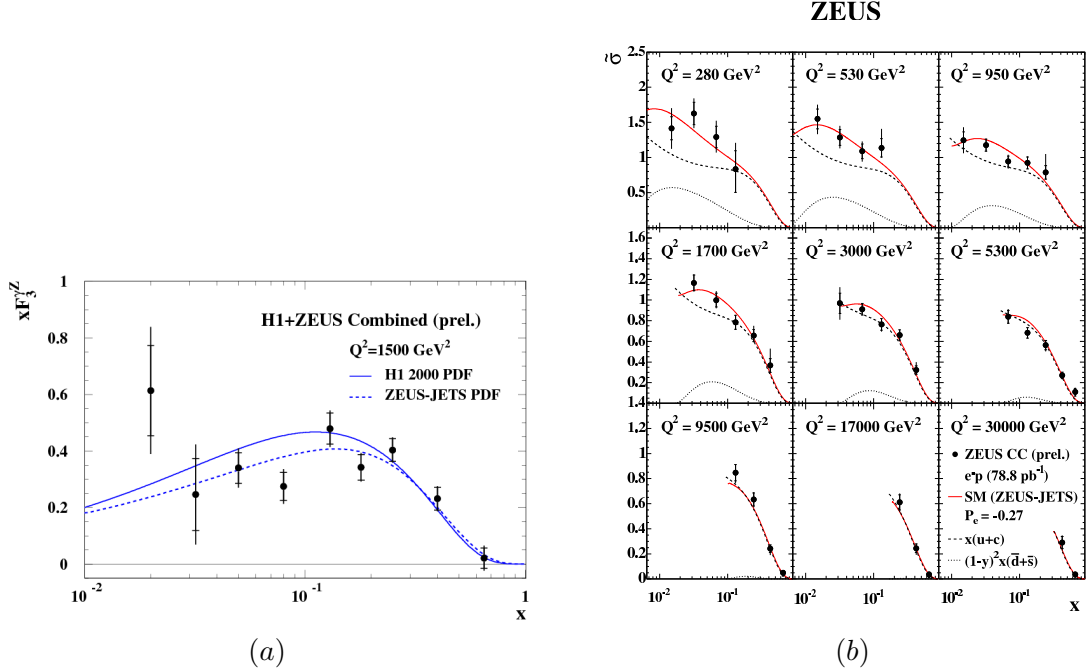 ZEUS
xF₃^γZ
1
0.8
0.6
0.4
0.2
0
H1+ZEUS Combined (prel.)
Q²=1500 GeV²
H1 2000 PDF
ZEUS-JETS PDF
10⁻² 10⁻¹ 1
x
(a)
σ̃
2.5
2
1.5
1
0.5
Q² = 280 GeV² Q² = 530 GeV² Q² = 950 GeV²
1.6
1.4
1.2
1
0.8
0.6
0.4
0.2
Q² = 1700 GeV² Q² = 3000 GeV² Q² = 5300 GeV²
1.4
1.2
1
0.8
0.6
0.4
0.2
0
Q² = 9500 GeV² Q² = 17000 GeV² Q² = 30000 GeV²
ZEUS CC (prel.)
e⁻p (78.8 pb⁻¹)
SM (ZEUS-JETS)
Pₑ = -0.27
x(u+c)
(1-y)²x(d̄+s̄)
10⁻² 10⁻¹ 10⁻² 10⁻¹ 10⁻² 10⁻¹
x
(b)